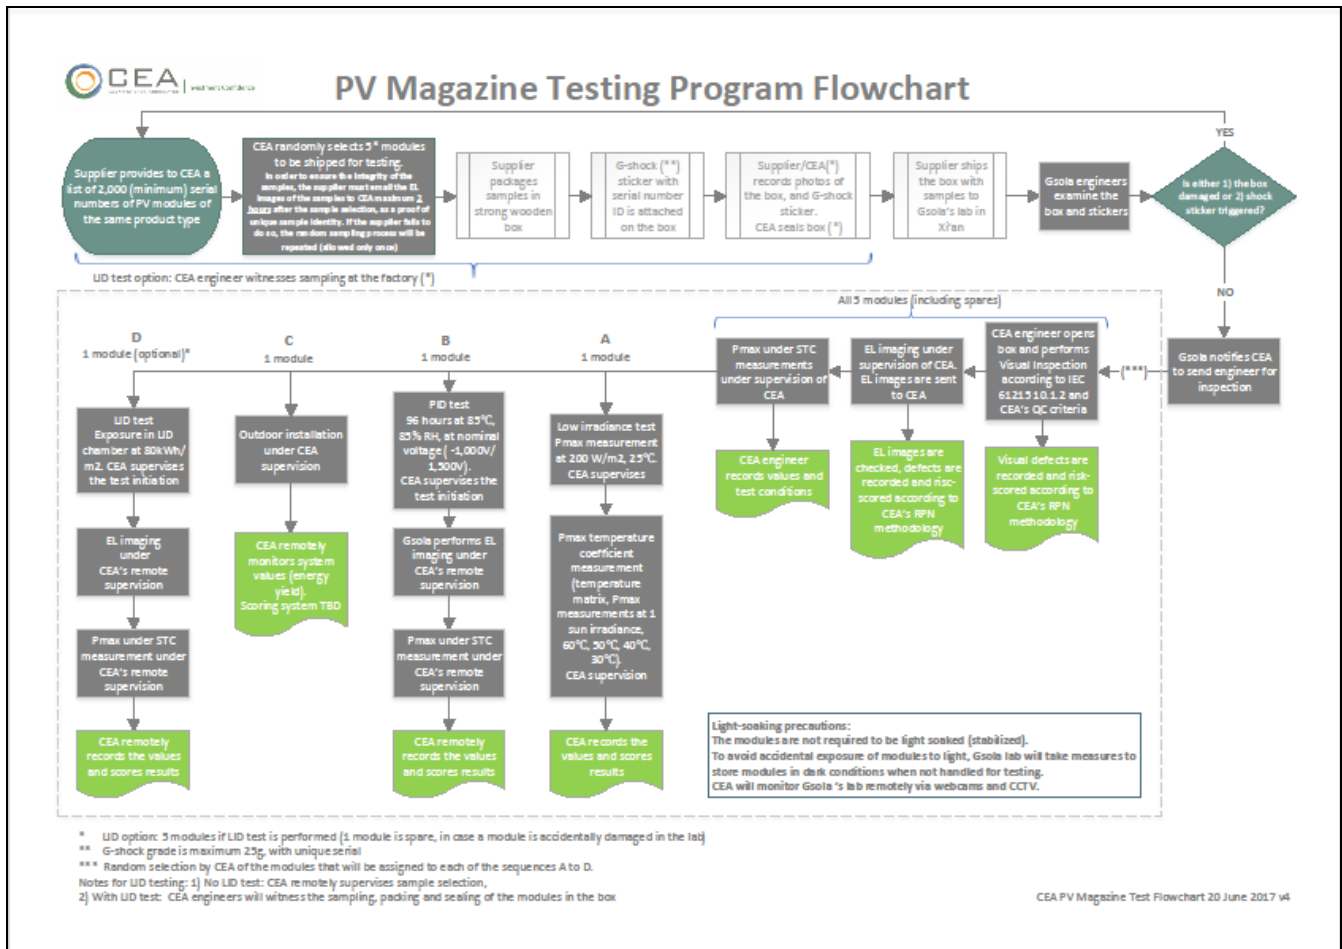 CEA
PV Magazine Testing Program Flowchart
YES
Supplier provides to CEA a
list of 2,000 (minimum) serial
numbers of PV modules of
the same product type
CEA randomly selects 5* modules
to be shipped for testing.
In order to ensure the integrity of the
samples, the supplier must email the EL
images of the samples to CEA maximum 2
hours after the sample selection, as a proof of
unique sample identity. If the supplier fails to
do so, the random sampling process will be
repeated (allowed only once)
Supplier
packages
samples in
strong wooden
box
G-shock (**)
sticker with
serial number
ID is attached
on the box
Supplier/CEA(*)
records photos of
the box, and G-shock
sticker.
CEA seals box (*)
Supplier ships
the box with
samples to
Gsola's lab in
Xi'an
Gsola engineers
examine the
box and stickers
Is either 1) the box
damaged or 2) shock
sticker triggered?
LID test option: CEA engineer witnesses sampling at the factory (*)
NO
All 5 modules (including spares)
D
1 module (optional)*
C
1 module
B
1 module
A
1 module
Pmax under STC
measurements
under supervision of
CEA
EL imaging under
supervision of CEA.
EL images are sent
to CEA
CEA engineer opens
box and performs
Visual Inspection
according to IEC
61215 10.1.2 and
CEA's QC criteria
(***)
Gsola notifies CEA
to send engineer for
inspection
LID test
Exposure in LID
chamber at 80kWh/
m2. CEA supervises
the test initiation
Outdoor installation
under CEA
supervision
PID test
96 hours at 85°C,
85% RH, at nominal
voltage ( -1,000V/
1,500V).
CEA supervises the
test initiation
Low irradiance test
Pmax measurement
at 200 W/m2, 25°C.
CEA supervises
CEA engineer
records values and
test conditions
EL images are
checked, defects are
recorded and risc-
scored according to
CEA's RPN
methodology
Visual defects are
recorded and risk-
scored according to
CEA's RPN
methodology
EL imaging
under
CEA's remote
supervision
CEA remotely
monitors system
values (energy
yield).
Scoring system TBD
Gsola performs EL
imaging under
CEA's remote
supervision
Pmax temperature
coefficient
measurement
(temperature
matrix, Pmax
measurements at 1
sun irradiance,
60°C, 50°C, 40°C,
30°C).
CEA supervision
Pmax under STC
measurement under
CEA's remote
supervision
Pmax under STC
measurement under
CEA's remote
supervision
CEA remotely
records the values
and scores results
CEA remotely
records the values
and scores results
CEA records the
values and scores
results
Light-soaking precautions:
The modules are not required to be light soaked (stabilized).
To avoid accidental exposure of modules to light, Gsola lab will take measures to
store modules in dark conditions when not handled for testing.
CEA will monitor Gsola 's lab remotely via webcams and CCTV.
* LID option: 5 modules if LID test is performed (1 module is spare, in case a module is accidentally damaged in the lab)
** G-shock grade is maximum 25g, with unique serial
*** Random selection by CEA of the modules that will be assigned to each of the sequences A to D.
Notes for LID testing: 1) No LID test: CEA remotely supervises sample selection,
2) With LID test: CEA engineers will witness the sampling, packing and sealing of the modules in the box
CEA PV Magazine Test Flowchart 20 June 2017 v4